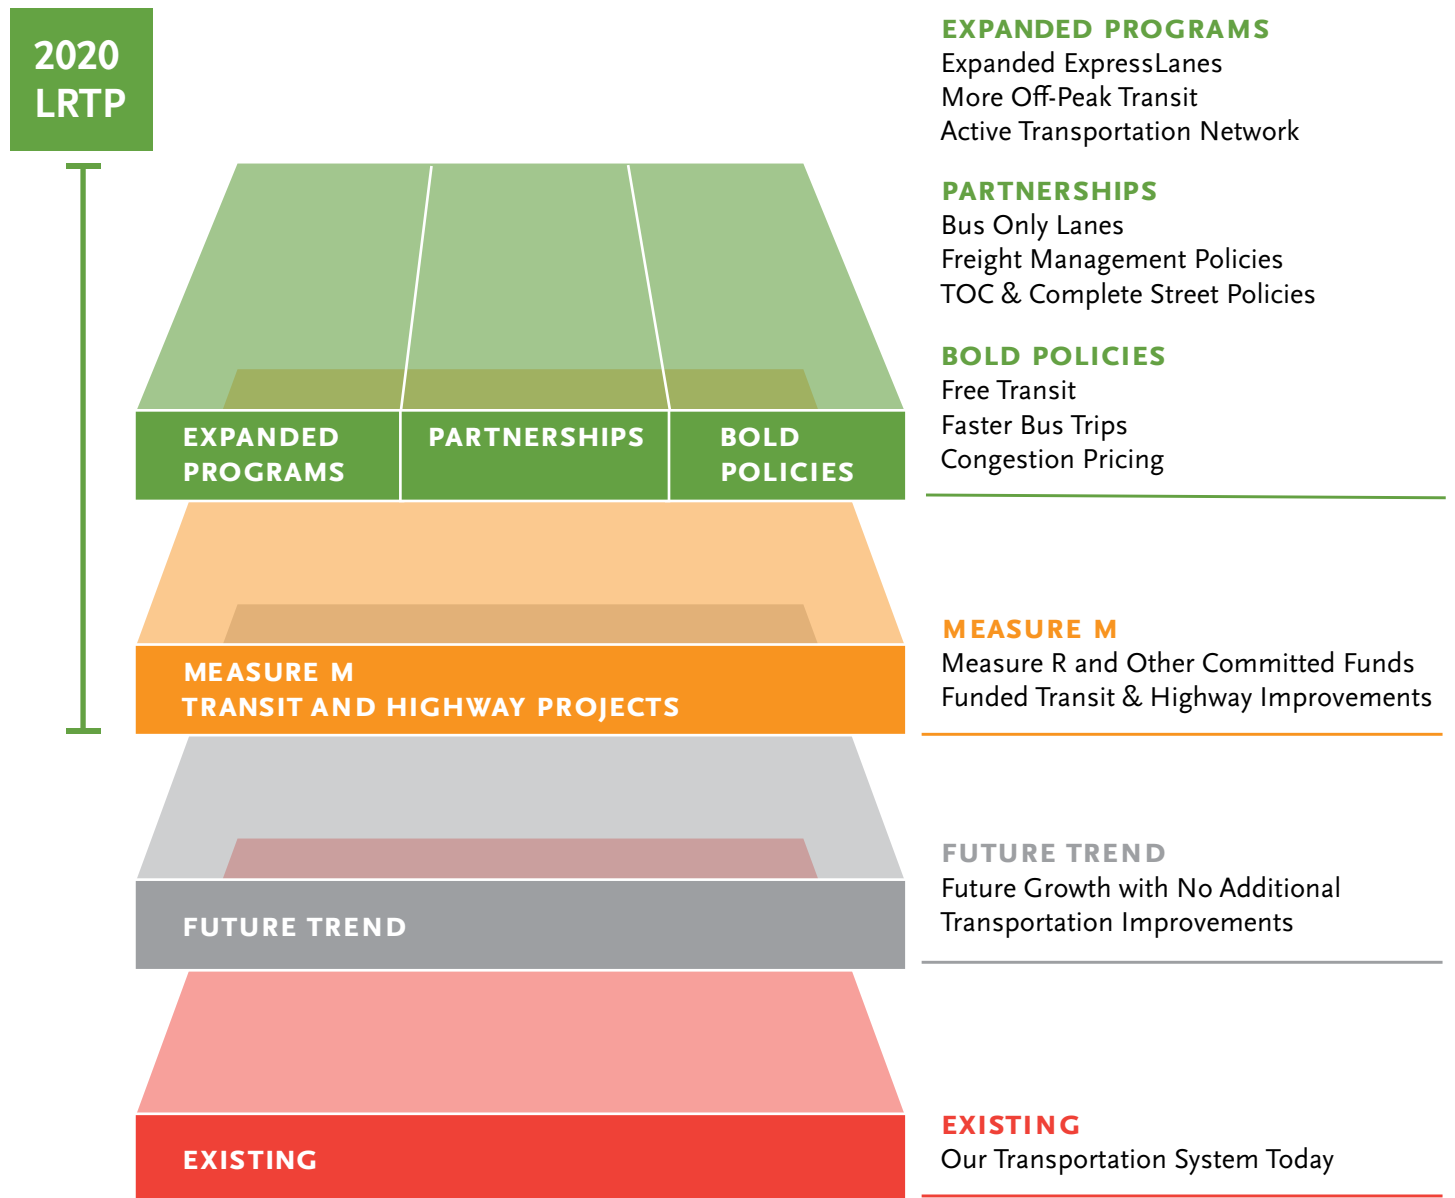 2020
LRTP
EXPANDED PROGRAMS
Expanded ExpressLanes
More Off-Peak Transit
Active Transportation Network
PARTNERSHIPS
Bus Only Lanes
Freight Management Policies
TOC & Complete Street Policies
BOLD POLICIES
Free Transit
Faster Bus Trips
Congestion Pricing
EXPANDED
PROGRAMS
PARTNERSHIPS
BOLD
POLICIES
MEASURE M
TRANSIT AND HIGHWAY PROJECTS
MEASURE M
Measure R and Other Committed Funds
Funded Transit & Highway Improvements
FUTURE TREND
FUTURE TREND
Future Growth with No Additional
Transportation Improvements
EXISTING
EXISTING
Our Transportation System Today